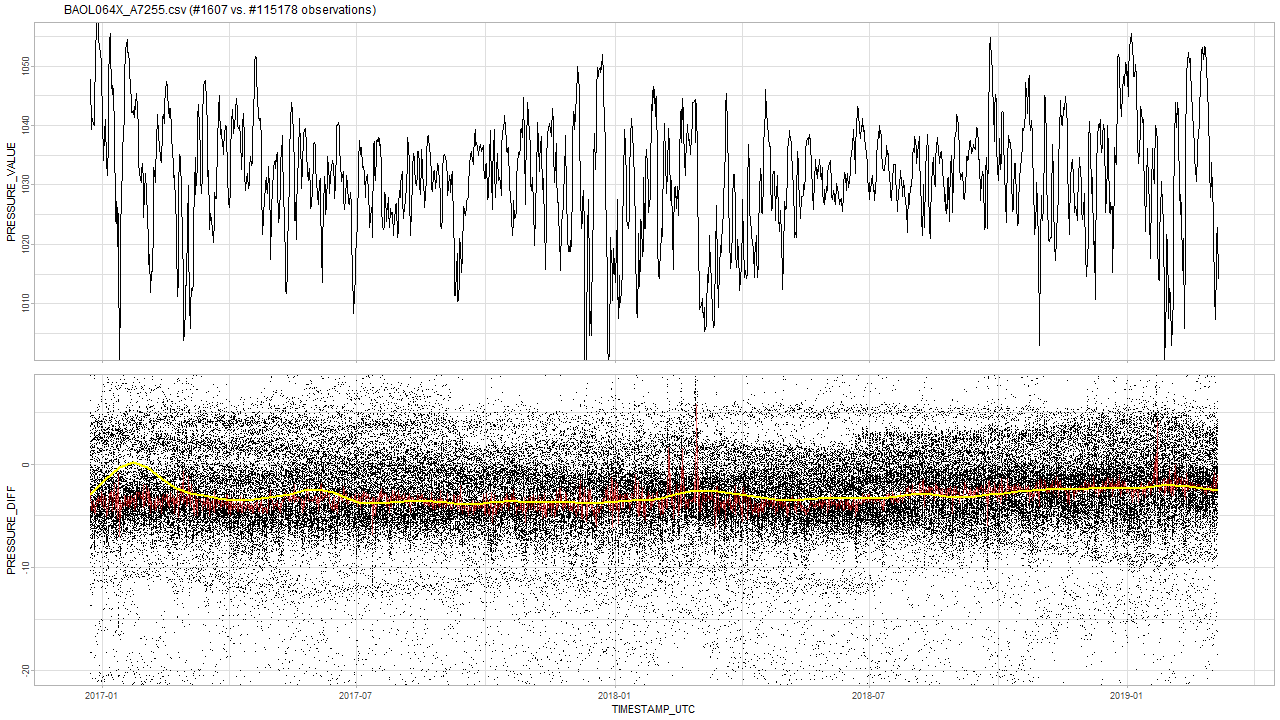 BAOL064X_A7255.csv (#1607 vs. #115178 observations)
PRESSURE_VALUE
1050
1040
1030
1020
1010
PRESSURE_DIFF
0
-10
-20
2017-01 2017-07 2018-01 2018-07 2019-01
TIMESTAMP_UTC